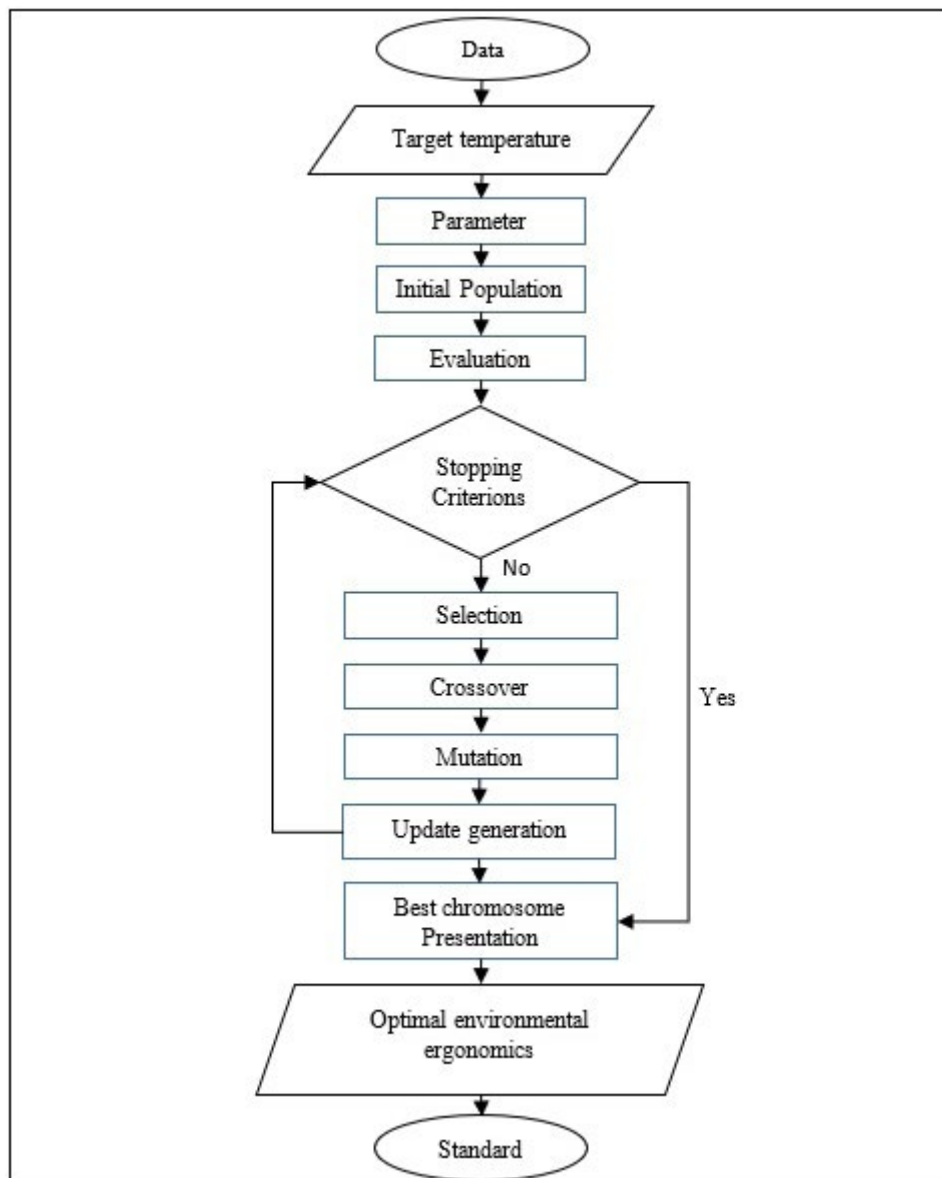 Data
Target temperature
Parameter
Initial Population
Evaluation
Stopping
Criterions
No
Selection
Crossover
Yes
Mutation
Update generation
Best chromosome
Presentation
Optimal environmental
ergonomics
Standard